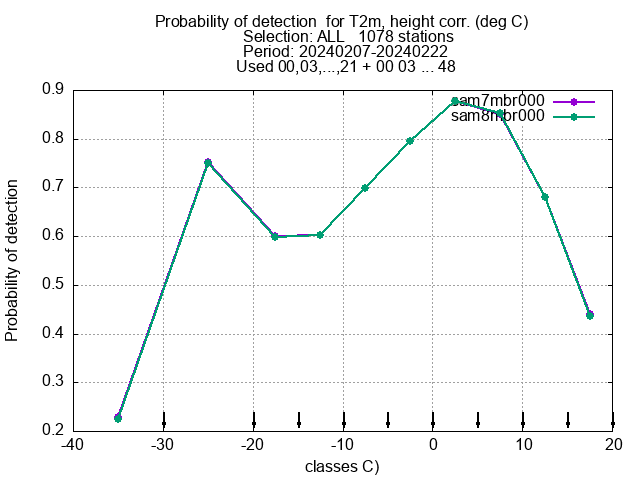 Probability of detection  for T2m, height corr. (deg C)
Selection: ALL   1078 stations
Period: 20240207-20240222
Used 00,03,...,21 + 00 03 ... 48
sam7mbr000
sam8mbr000
0.9
0.8
0.7
0.6
0.5
0.4
0.3
0.2
Probability of detection
-40 -30 -20 -10 0 10 20
classes C)